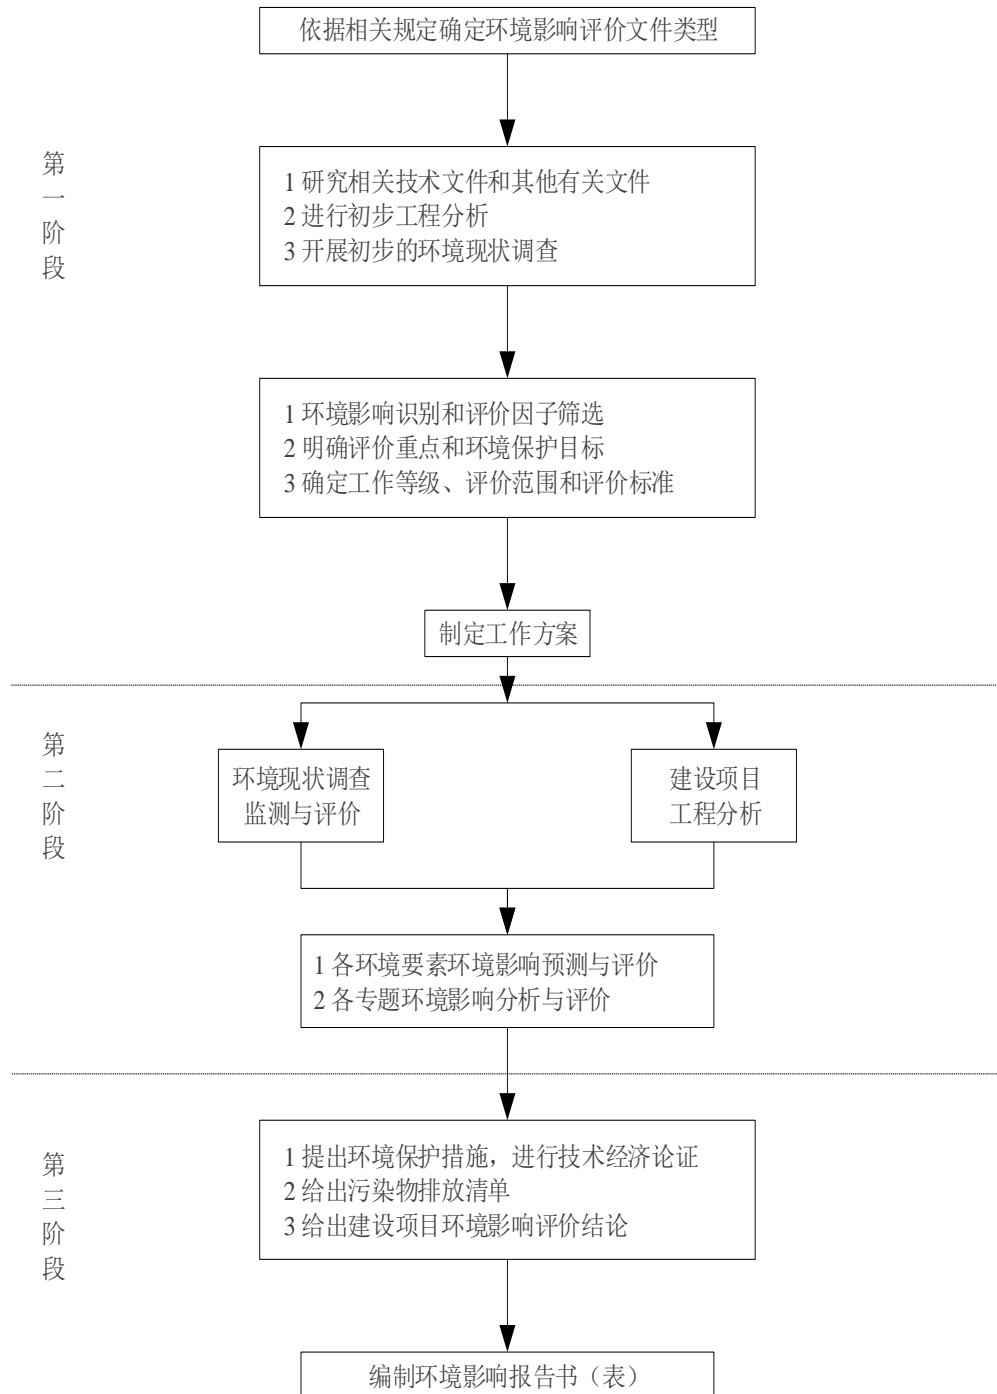 依据相关规定确定环境影响评价文件类型
第一阶段
1 研究相关技术文件和其他有关文件
2 进行初步工程分析
3 开展初步的环境现状调查
1 环境影响识别和评价因子筛选
2 明确评价重点和环境保护目标
3 确定工作等级、评价范围和评价标准
制定工作方案
第二阶段
环境现状调查
监测与评价
建设项目
工程分析
1 各环境要素环境影响预测与评价
2 各专题环境影响分析与评价
第三阶段
1 提出环境保护措施，进行技术经济论证
2 给出污染物排放清单
3 给出建设项目环境影响评价结论
编制环境影响报告书（表）